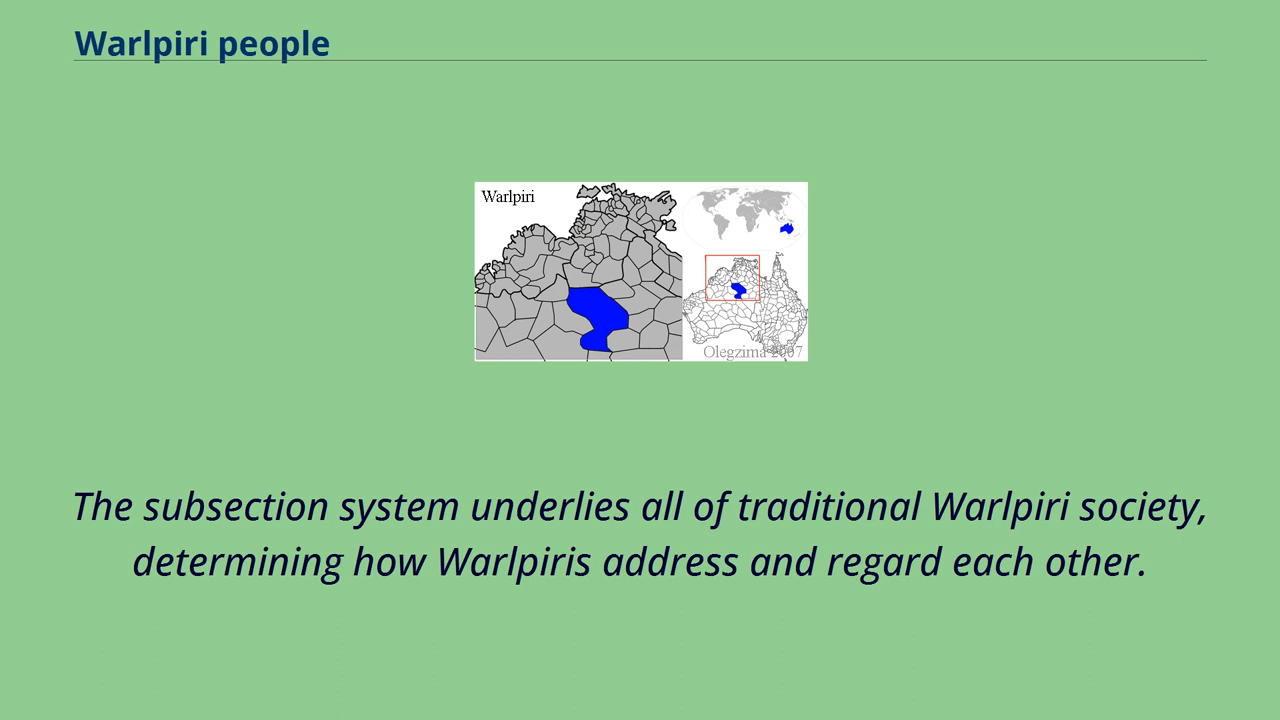 Warlpiri people
Warlpiri
Olegzima 2007
The subsection system underlies all of traditional Warlpiri society,
determining how Warlpiris address and regard each other.